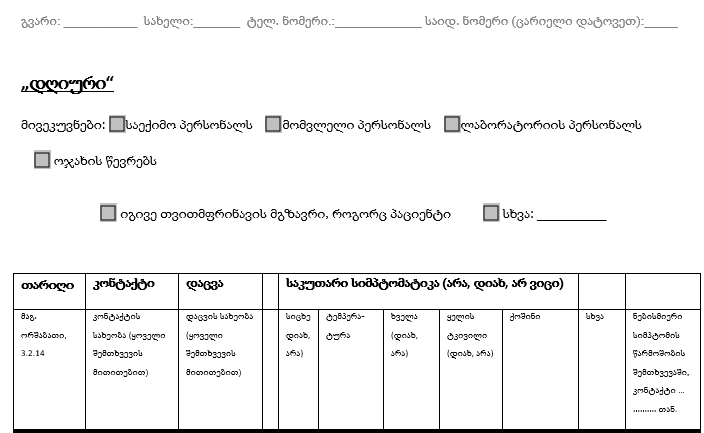 გვარი: ____________ სახელი:________ ტელ. ნომერი.:______________ საიდ. ნომერი (ცარიელი დატოვეთ):_____
„დღიური“
მივეკუვნები: საექიმო პერსონალს მომვლელი პერსონალს ლაბორატორიის პერსონალს
ოჯახის წევრებს
იგივე თვითმფრინავის მგზავრი, როგორც პაციენტი სხვა: ___________
თარიღი კონტაქტი დაცვა საკუთარი სიმპტომატიკა (არა, დიახ, არ ვიცი)
მაგ. კონტაქტის დაცვის სახეობა სიცხე ტემპერა- ხველა ყელის ქოშინი სხვა ნებისმიერი
ორშაბათი, სახეობა (ყოველი (ყოველი დიახ, ტურა (დიახ, ტკივილი სიმპტომის
3.2.14 შემთხვევის შემთხვევის არა) არა) (დიახ, არა) წარმოშობის
მითითებით) მითითებით) შემთხვევაში,
კონტაქტი ...
.......... თან.